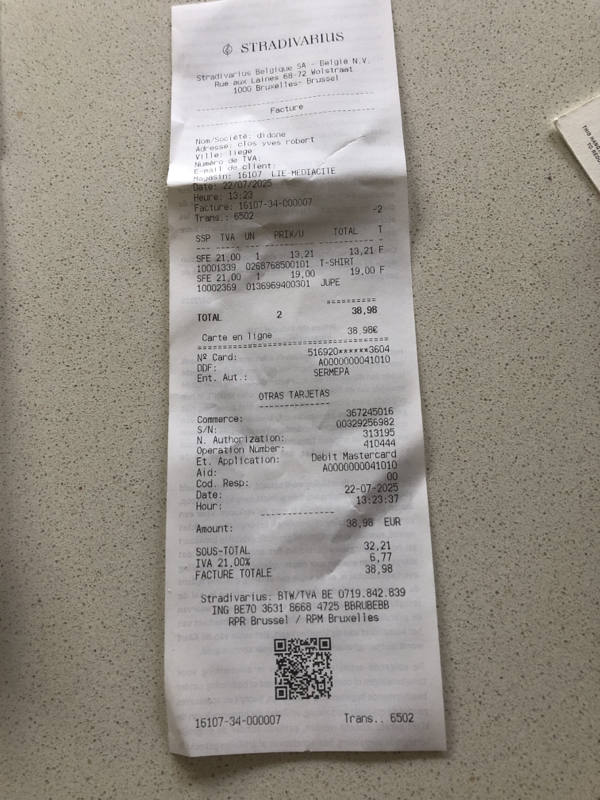 STRADIVARIUS
Stradivarius Belgique SA - België N.V.
Rue aux Laines 68-72 Wolstraat
1000 Bruxelles- Brussel
Facture
Nom/Société: didone
Adresse: clos yves robert
Ville: liege
Numéro de TVA:
E-mail de client:
Magasin: 16107 LIE-MEDIACITE
Date: 22/07/2025
Heure: 13:23
Facture: 16107-34-000007
Trans.: 6502 -2
SSP TVA UN PRIX/U TOTAL T
SFE 21,00 1 13,21 13,21 F
10001339 0268768500101 T-SHIRT
SFE 21,00 1 19,00 19,00 F
10002369 0136969400301 JUPE
TOTAL 2 38,98
Carte en ligne 38,98€
Nº Card: 516920******3604
DDF: A0000000041010
Ent. Aut.: SERMEPA
OTRAS TARJETAS
Commerce: 367245016
S/N: 00329256982
N. Authorization: 313195
Operation Number: 410444
Et. Application: Debit Mastercard
Aid: A0000000041010
Cod. Resp: 00
Date: 22-07-2025
Hour: 13:23:37
Amount: 38,98 EUR
SOUS-TOTAL 32,21
IVA 21,00% 6,77
FACTURE TOTALE 38,98
Stradivarius: BTW/TVA BE 0719.842.839
ING BE70 3631 8668 4725 BBRUBEBB
RPR Brussel / RPM Bruxelles
16107-34-000007 Trans.. 6502